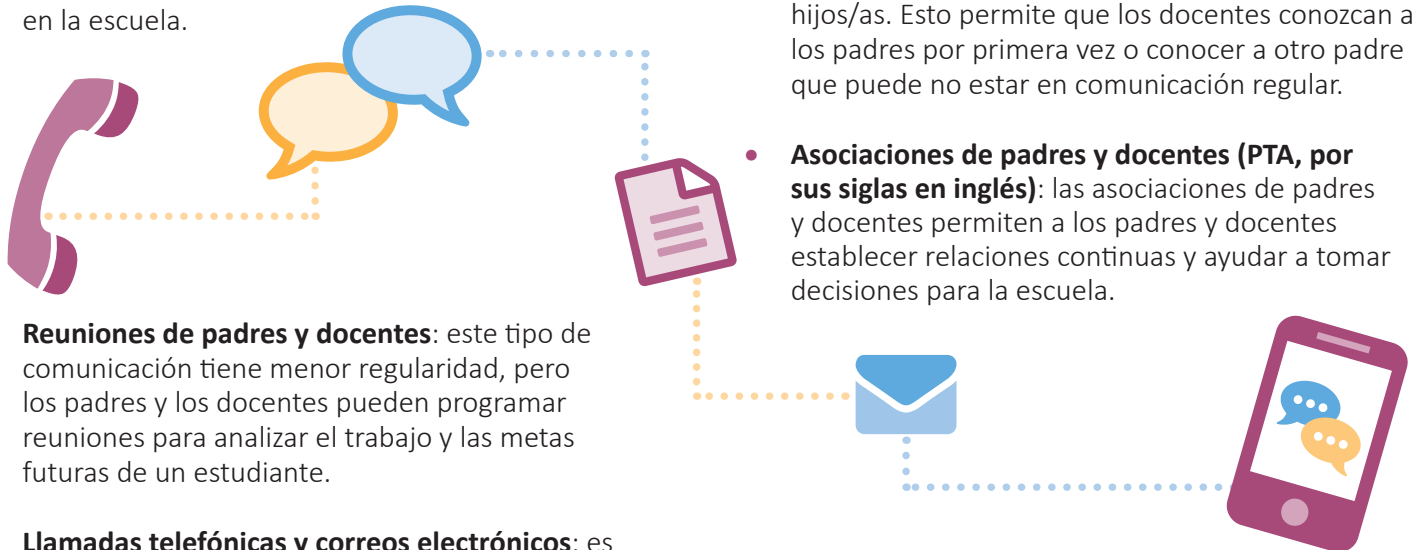 en la escuela.
Reuniones de padres y docentes: este tipo de
comunicación tiene menor regularidad, pero
los padres y los docentes pueden programar
reuniones para analizar el trabajo y las metas
futuras de un estudiante.
Llamadas telefónicas y correos electrónicos: es
hijos/as. Esto permite que los docentes conozcan a
los padres por primera vez o conocer a otro padre
que puede no estar en comunicación regular.
• Asociaciones de padres y docentes (PTA, por
sus siglas en inglés): las asociaciones de padres
y docentes permiten a los padres y docentes
establecer relaciones continuas y ayudar a tomar
decisiones para la escuela.